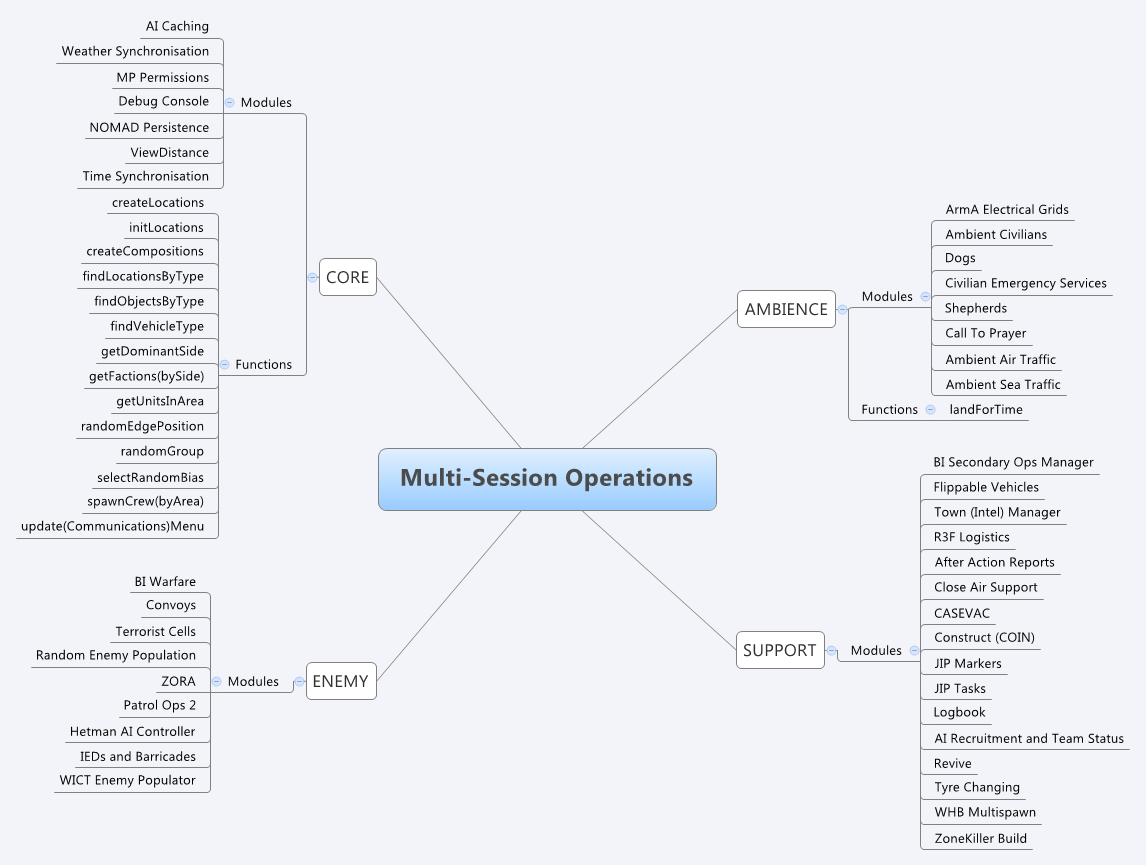 Multi-Session Operations
CORE
Modules
AI Caching
Weather Synchronisation
MP Permissions
Debug Console
NOMAD Persistence
ViewDistance
Time Synchronisation
Functions
createLocations
initLocations
createCompositions
findLocationsByType
findObjectsByType
findVehicleType
getDominantSide
getFactions(bySide)
getUnitsInArea
randomEdgePosition
randomGroup
selectRandomBias
spawnCrew(byArea)
update(Communications)Menu
ENEMY
Modules
BI Warfare
Convoys
Terrorist Cells
Random Enemy Population
ZORA
Patrol Ops 2
Hetman AI Controller
IEDs and Barricades
WICT Enemy Populator
AMBIENCE
Modules
ArmA Electrical Grids
Ambient Civilians
Dogs
Civilian Emergency Services
Shepherds
Call To Prayer
Ambient Air Traffic
Ambient Sea Traffic
Functions
landForTime
SUPPORT
Modules
BI Secondary Ops Manager
Flippable Vehicles
Town (Intel) Manager
R3F Logistics
After Action Reports
Close Air Support
CASEVAC
Construct (COIN)
JIP Markers
JIP Tasks
Logbook
AI Recruitment and Team Status
Revive
Tyre Changing
WHB Multispawn
ZoneKiller Build